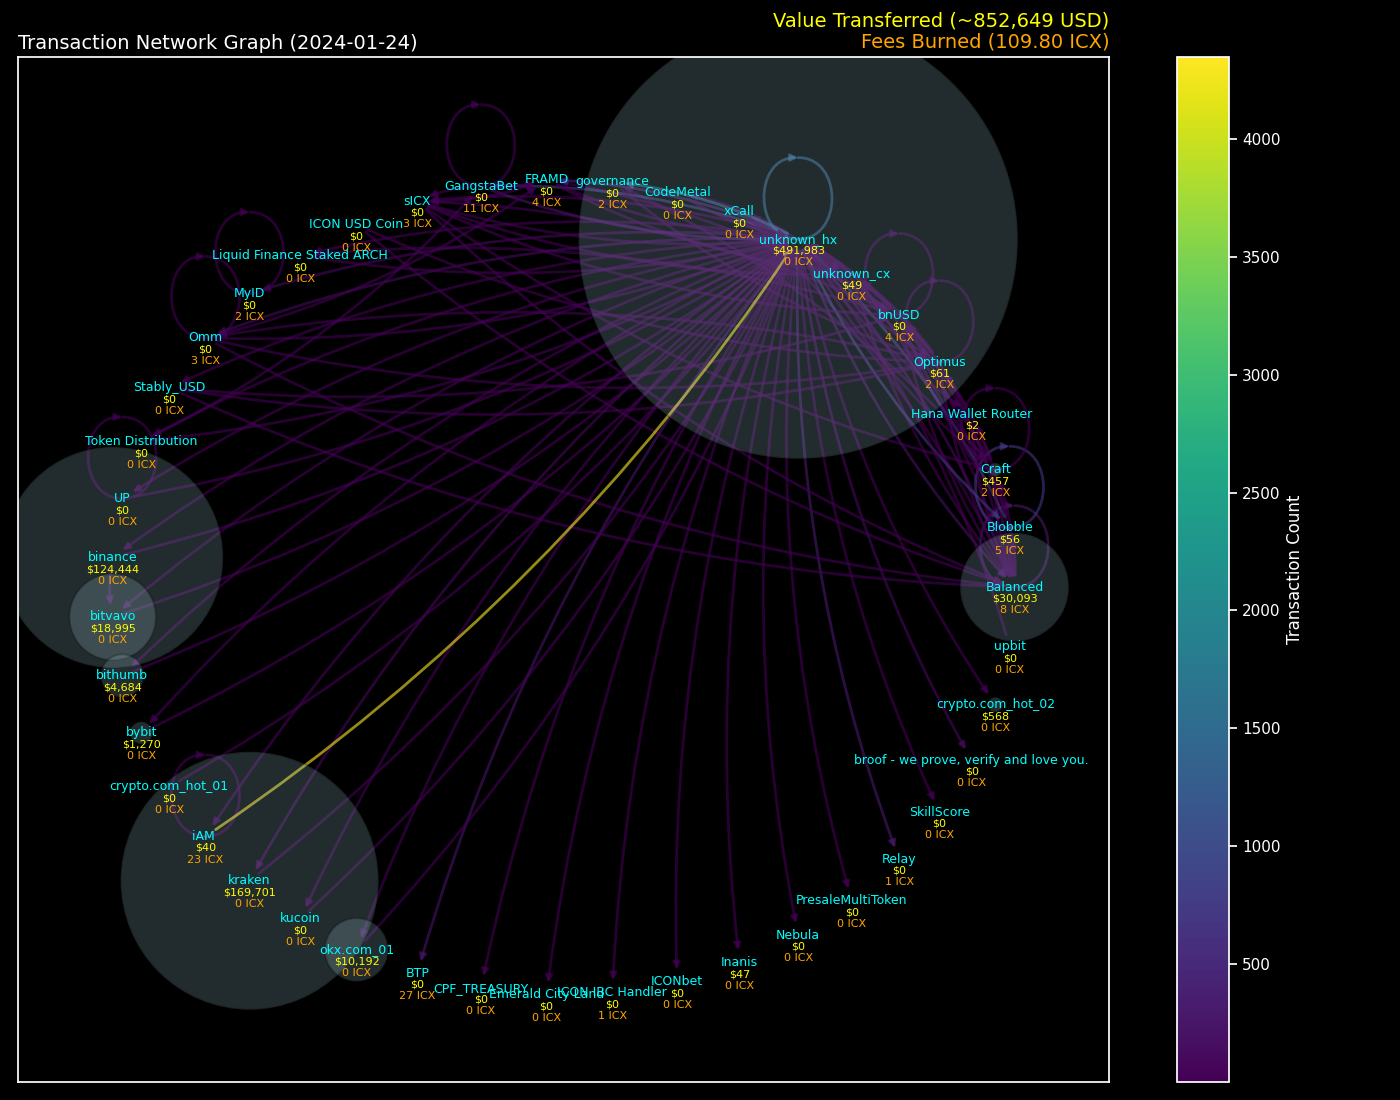 Value Transferred (~852,649 USD)
Transaction Network Graph (2024-01-24)
Fees Burned (109.80 ICX)
FRAMD
$0
4 ICX
governance
$0
2 ICX
GangstaBet
$0
11 ICX
CodeMetal
$0
0 ICX
sICX
$0
3 ICX
xCall
$0
0 ICX
ICON USD Coin
$0
0 ICX
unknown_hx
$491,983
0 ICX
Liquid Finance Staked ARCH
$0
0 ICX
unknown_cx
$49
0 ICX
MyID
$0
2 ICX
bnUSD
$0
4 ICX
Omm
$0
3 ICX
Optimus
$61
2 ICX
Stably_USD
$0
0 ICX
Hana Wallet Router
$2
0 ICX
Token Distribution
$0
0 ICX
Craft
$457
2 ICX
UP
$0
0 ICX
Blobble
$56
5 ICX
binance
$124,444
0 ICX
Balanced
$30,093
8 ICX
bitvavo
$18,995
0 ICX
upbit
$0
0 ICX
bithumb
$4,684
0 ICX
crypto.com_hot_02
$568
0 ICX
bybit
$1,270
0 ICX
broof - we prove, verify and love you.
$0
0 ICX
crypto.com_hot_01
$0
0 ICX
SkillScore
$0
0 ICX
iAM
$40
23 ICX
Relay
$0
1 ICX
kraken
$169,701
0 ICX
PresaleMultiToken
$0
0 ICX
kucoin
$0
0 ICX
Nebula
$0
0 ICX
okx.com_01
$10,192
0 ICX
Inanis
$47
0 ICX
BTP
$0
27 ICX
ICONbet
$0
0 ICX
CPF_TREASURY
$0
0 ICX
Emerald City Land
$0
0 ICX
ICON IBC Handler
$0
1 ICX
4000
3500
3000
2500
2000
1500
1000
500
Transaction Count